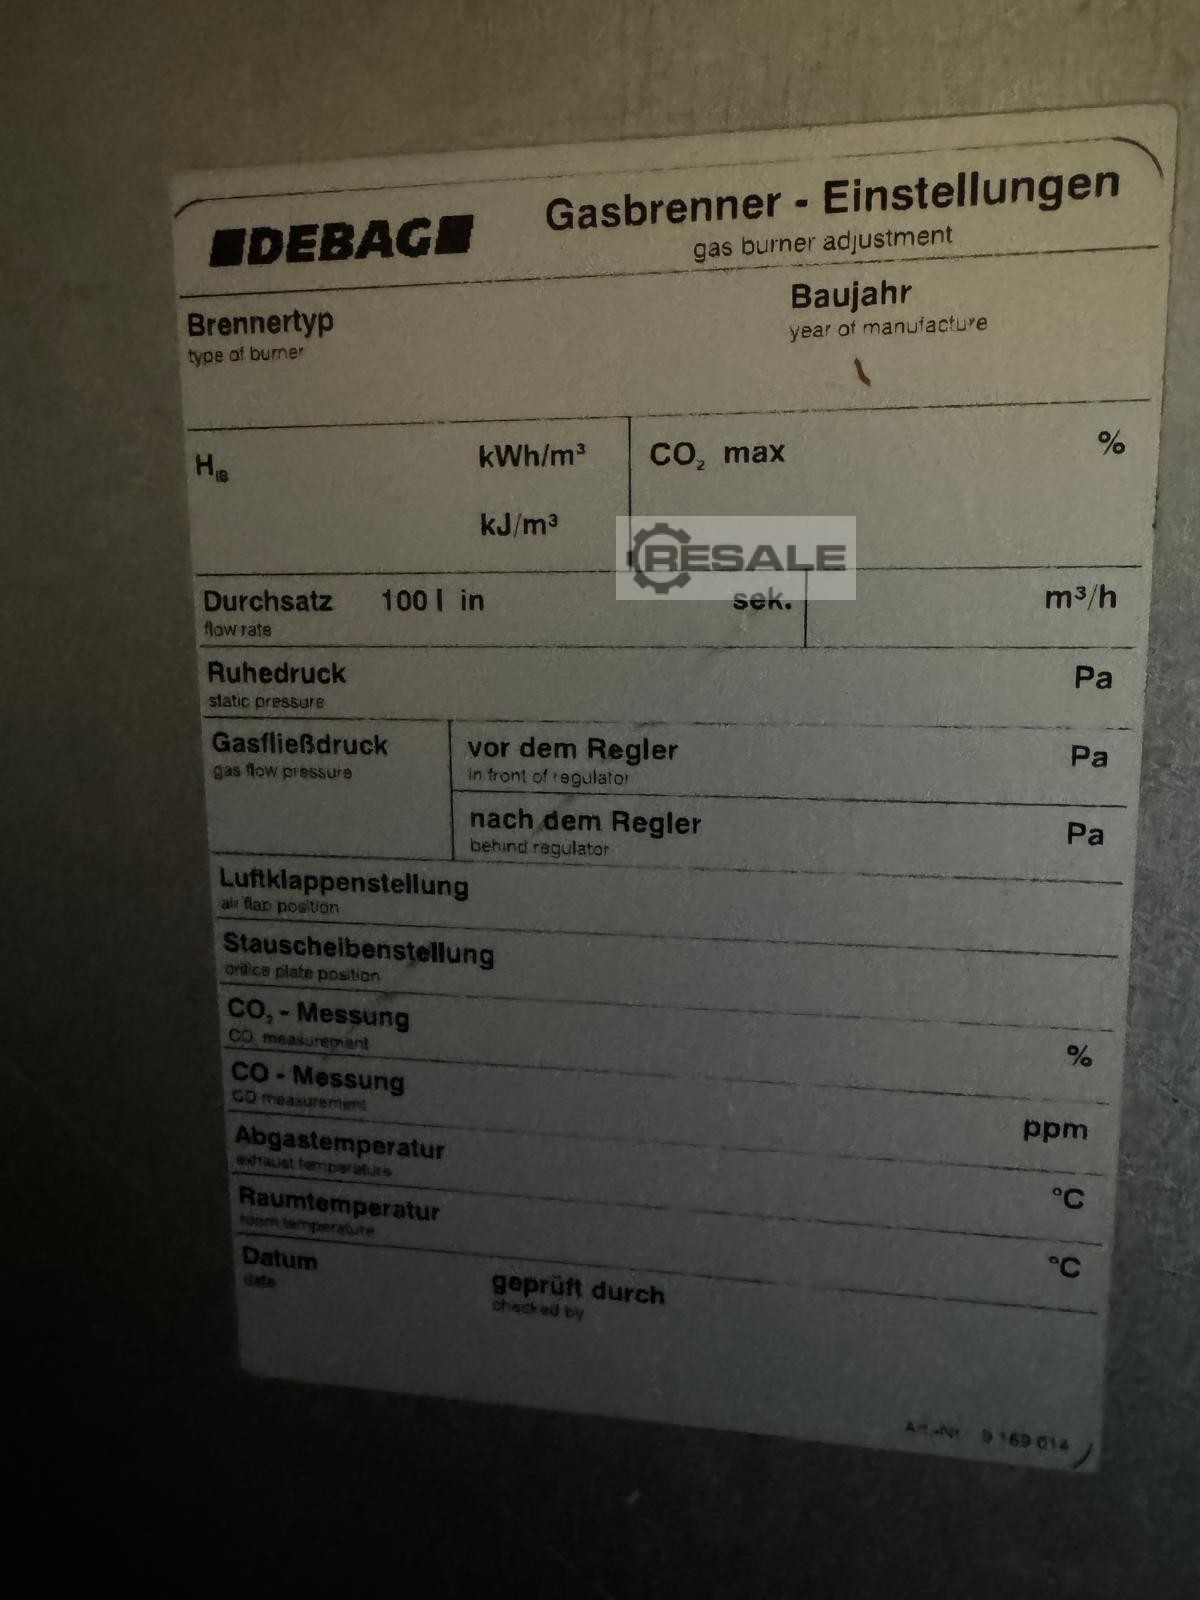 DEBAG
Gasbrenner - Einstellungen
gas burner adjustment
Brennertyp
type of burner
Baujahr
year of manufacture
H_IB kWh/m³
kJ/m³
CO₂ max %
RESALE
Durchsatz 100 l in sek. m³/h
flow rate
Ruhedruck Pa
static pressure
Gasfließdruck
gas flow pressure
vor dem Regler Pa
in front of regulator
nach dem Regler Pa
behind regulator
Luftklappenstellung
air flap position
Stauscheibenstellung
orifice plate position
CO₂ - Messung %
CO₂ measurement
CO - Messung ppm
CO measurement
Abgastemperatur °C
exhaust temperature
Raumtemperatur °C
room temperature
Datum
date
geprüft durch
checked by
Art.-Nr. 9 169 014